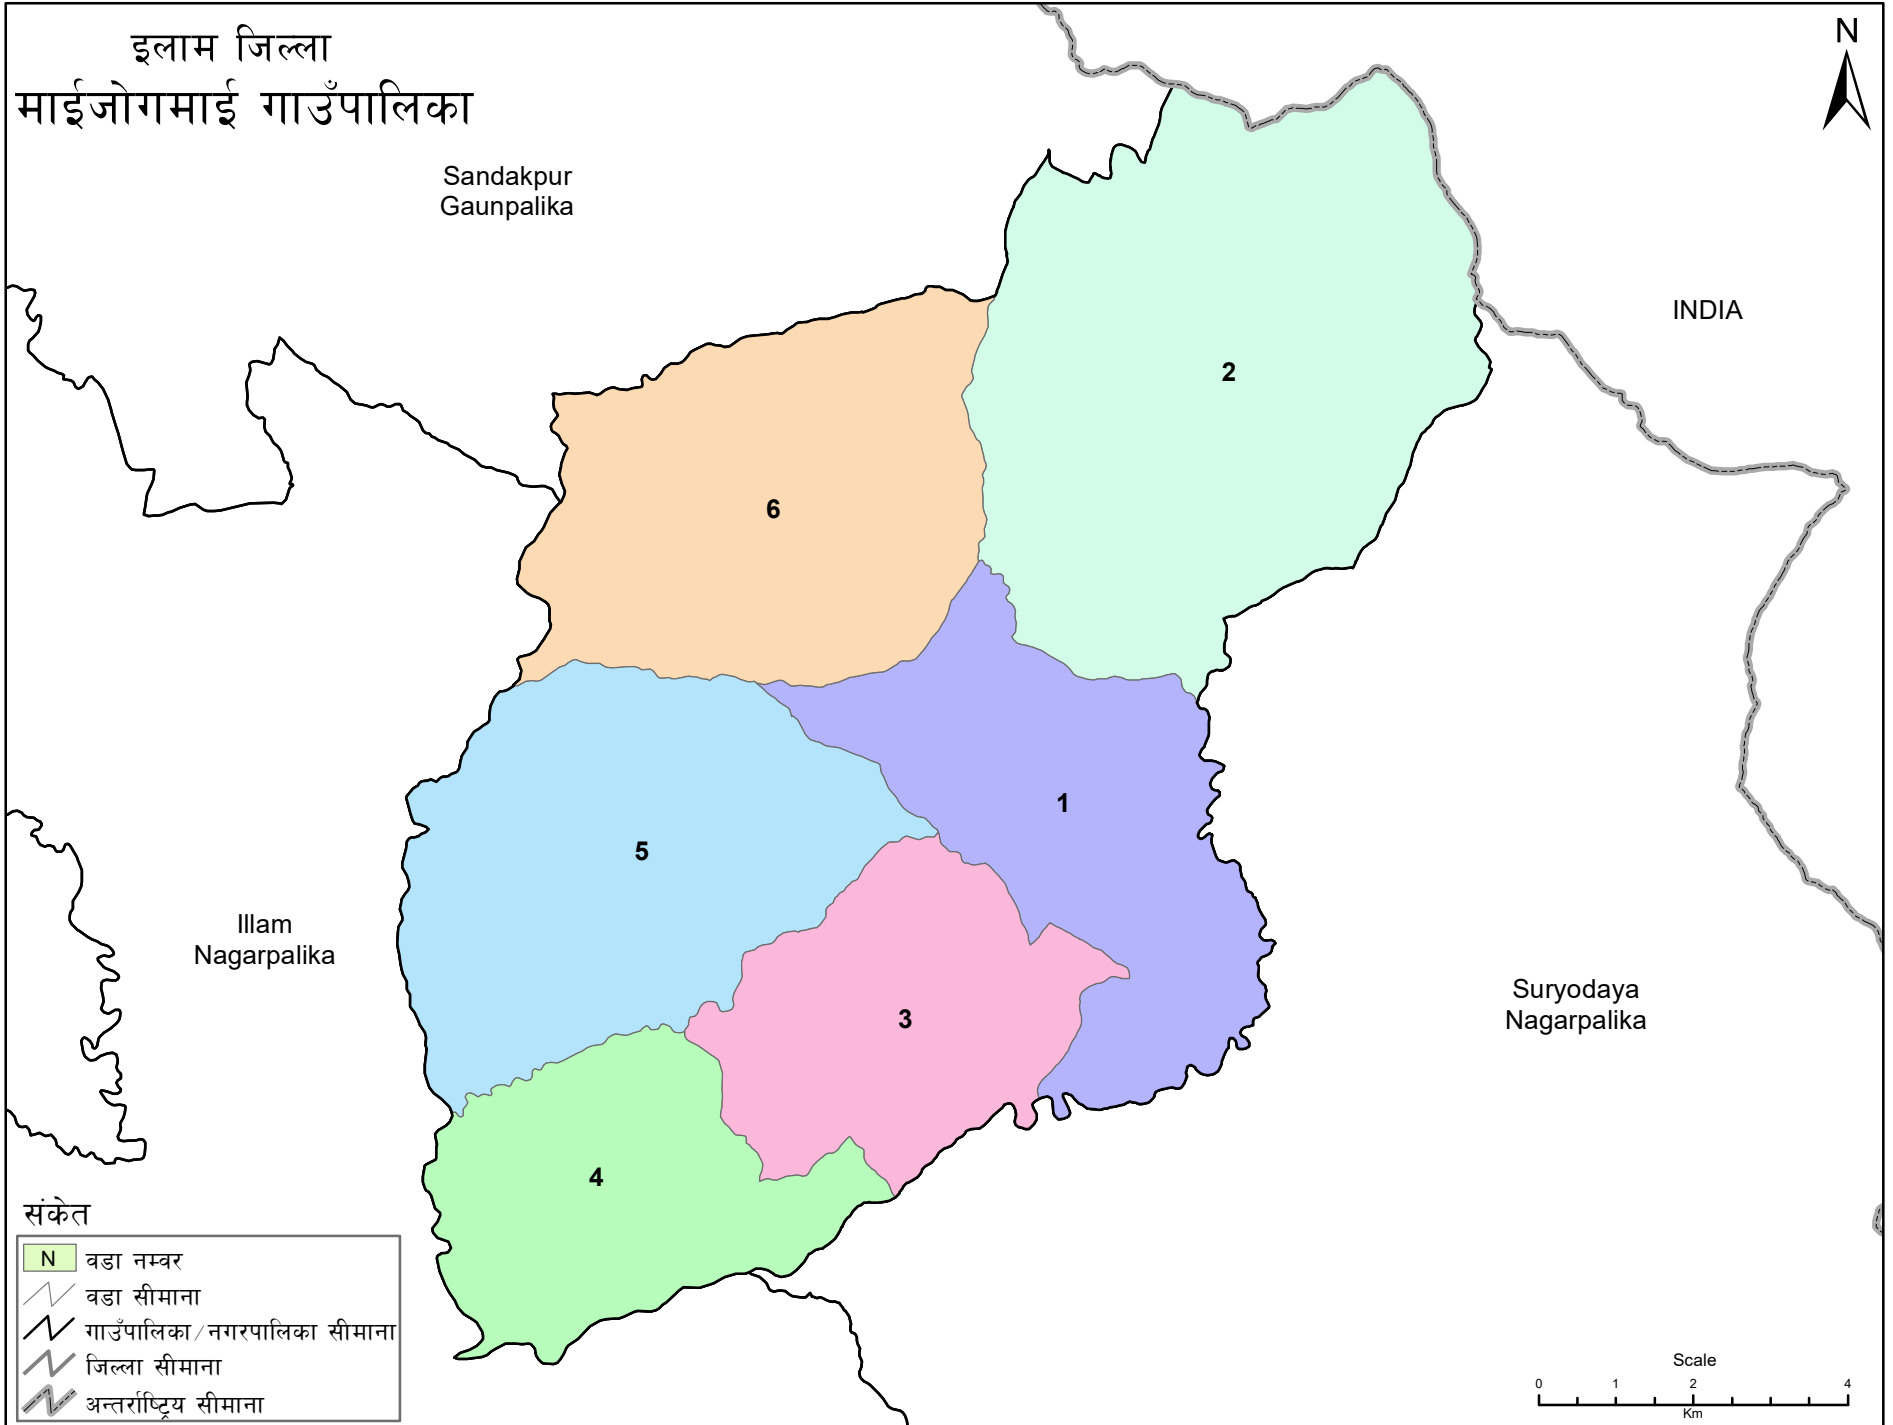 इलाम जिल्ला
माईजोगमाई गाउँपालिका
N
Sandakpur
Gaunpalika
INDIA
2
6
1
5
Illam
Nagarpalika
Suryodaya
Nagarpalika
3
4
संकेत
N वडा नम्वर
वडा सीमाना
गाउँपालिका/नगरपालिका सीमाना
जिल्ला सीमाना
अन्तर्राष्ट्रिय सीमाना
Scale
0 1 2 4
Km